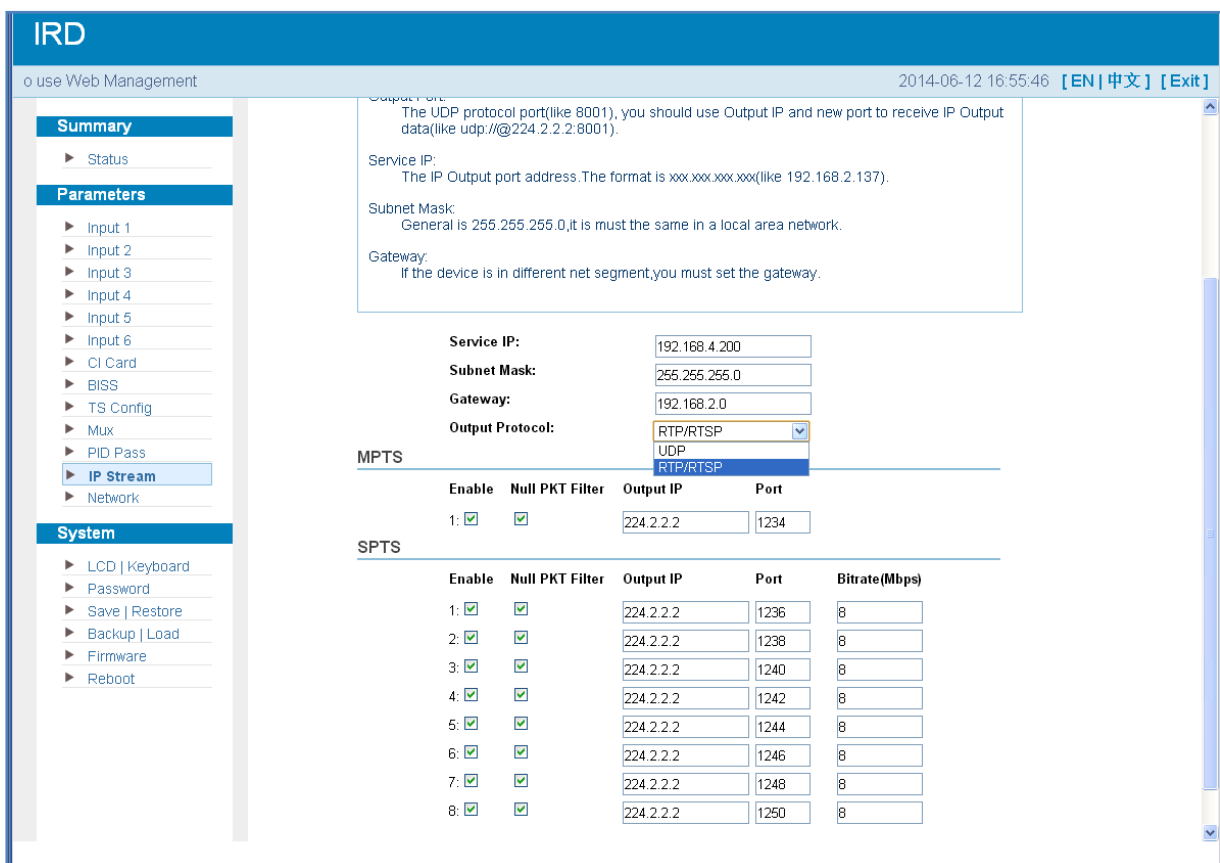 IRD
o use Web Management
2014-06-12 16:55:46 [ EN | 中文 ] [ Exit ]
Summary
Status
Parameters
Input 1
Input 2
Input 3
Input 4
Input 5
Input 6
CI Card
BISS
TS Config
Mux
PID Pass
IP Stream
Network
System
LCD | Keyboard
Password
Save | Restore
Backup | Load
Firmware
Reboot
Output Port:
The UDP protocol port(like 8001), you should use Output IP and new port to receive IP Output
data(like udp://@224.2.2.2:8001).
Service IP:
The IP Output port address.The format is xxx.xxx.xxx.xxx(like 192.168.2.137).
Subnet Mask:
General is 255.255.255.0,it is must the same in a local area network.
Gateway:
If the device is in different net segment,you must set the gateway.
Service IP: 192.168.4.200
Subnet Mask: 255.255.255.0
Gateway: 192.168.2.0
Output Protocol: RTP/RTSP
UDP
RTP/RTSP
MPTS
Enable Null PKT Filter Output IP Port
1: 224.2.2.2 1234
SPTS
Enable Null PKT Filter Output IP Port Bitrate(Mbps)
1: 224.2.2.2 1236 8
2: 224.2.2.2 1238 8
3: 224.2.2.2 1240 8
4: 224.2.2.2 1242 8
5: 224.2.2.2 1244 8
6: 224.2.2.2 1246 8
7: 224.2.2.2 1248 8
8: 224.2.2.2 1250 8